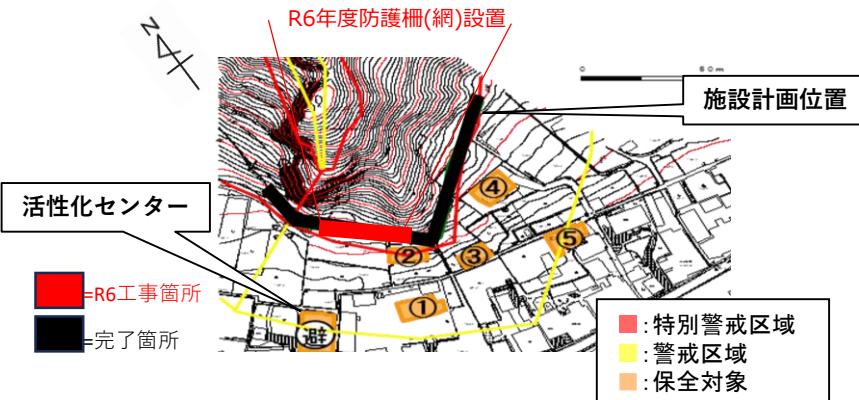 R6年度防護柵(網)設置
N
0
60m
施設計画位置
活性化センター
④
⑤
②
③
①
避
=R6工事箇所
=完了箇所
:特別警戒区域
:警戒区域
:保全対象